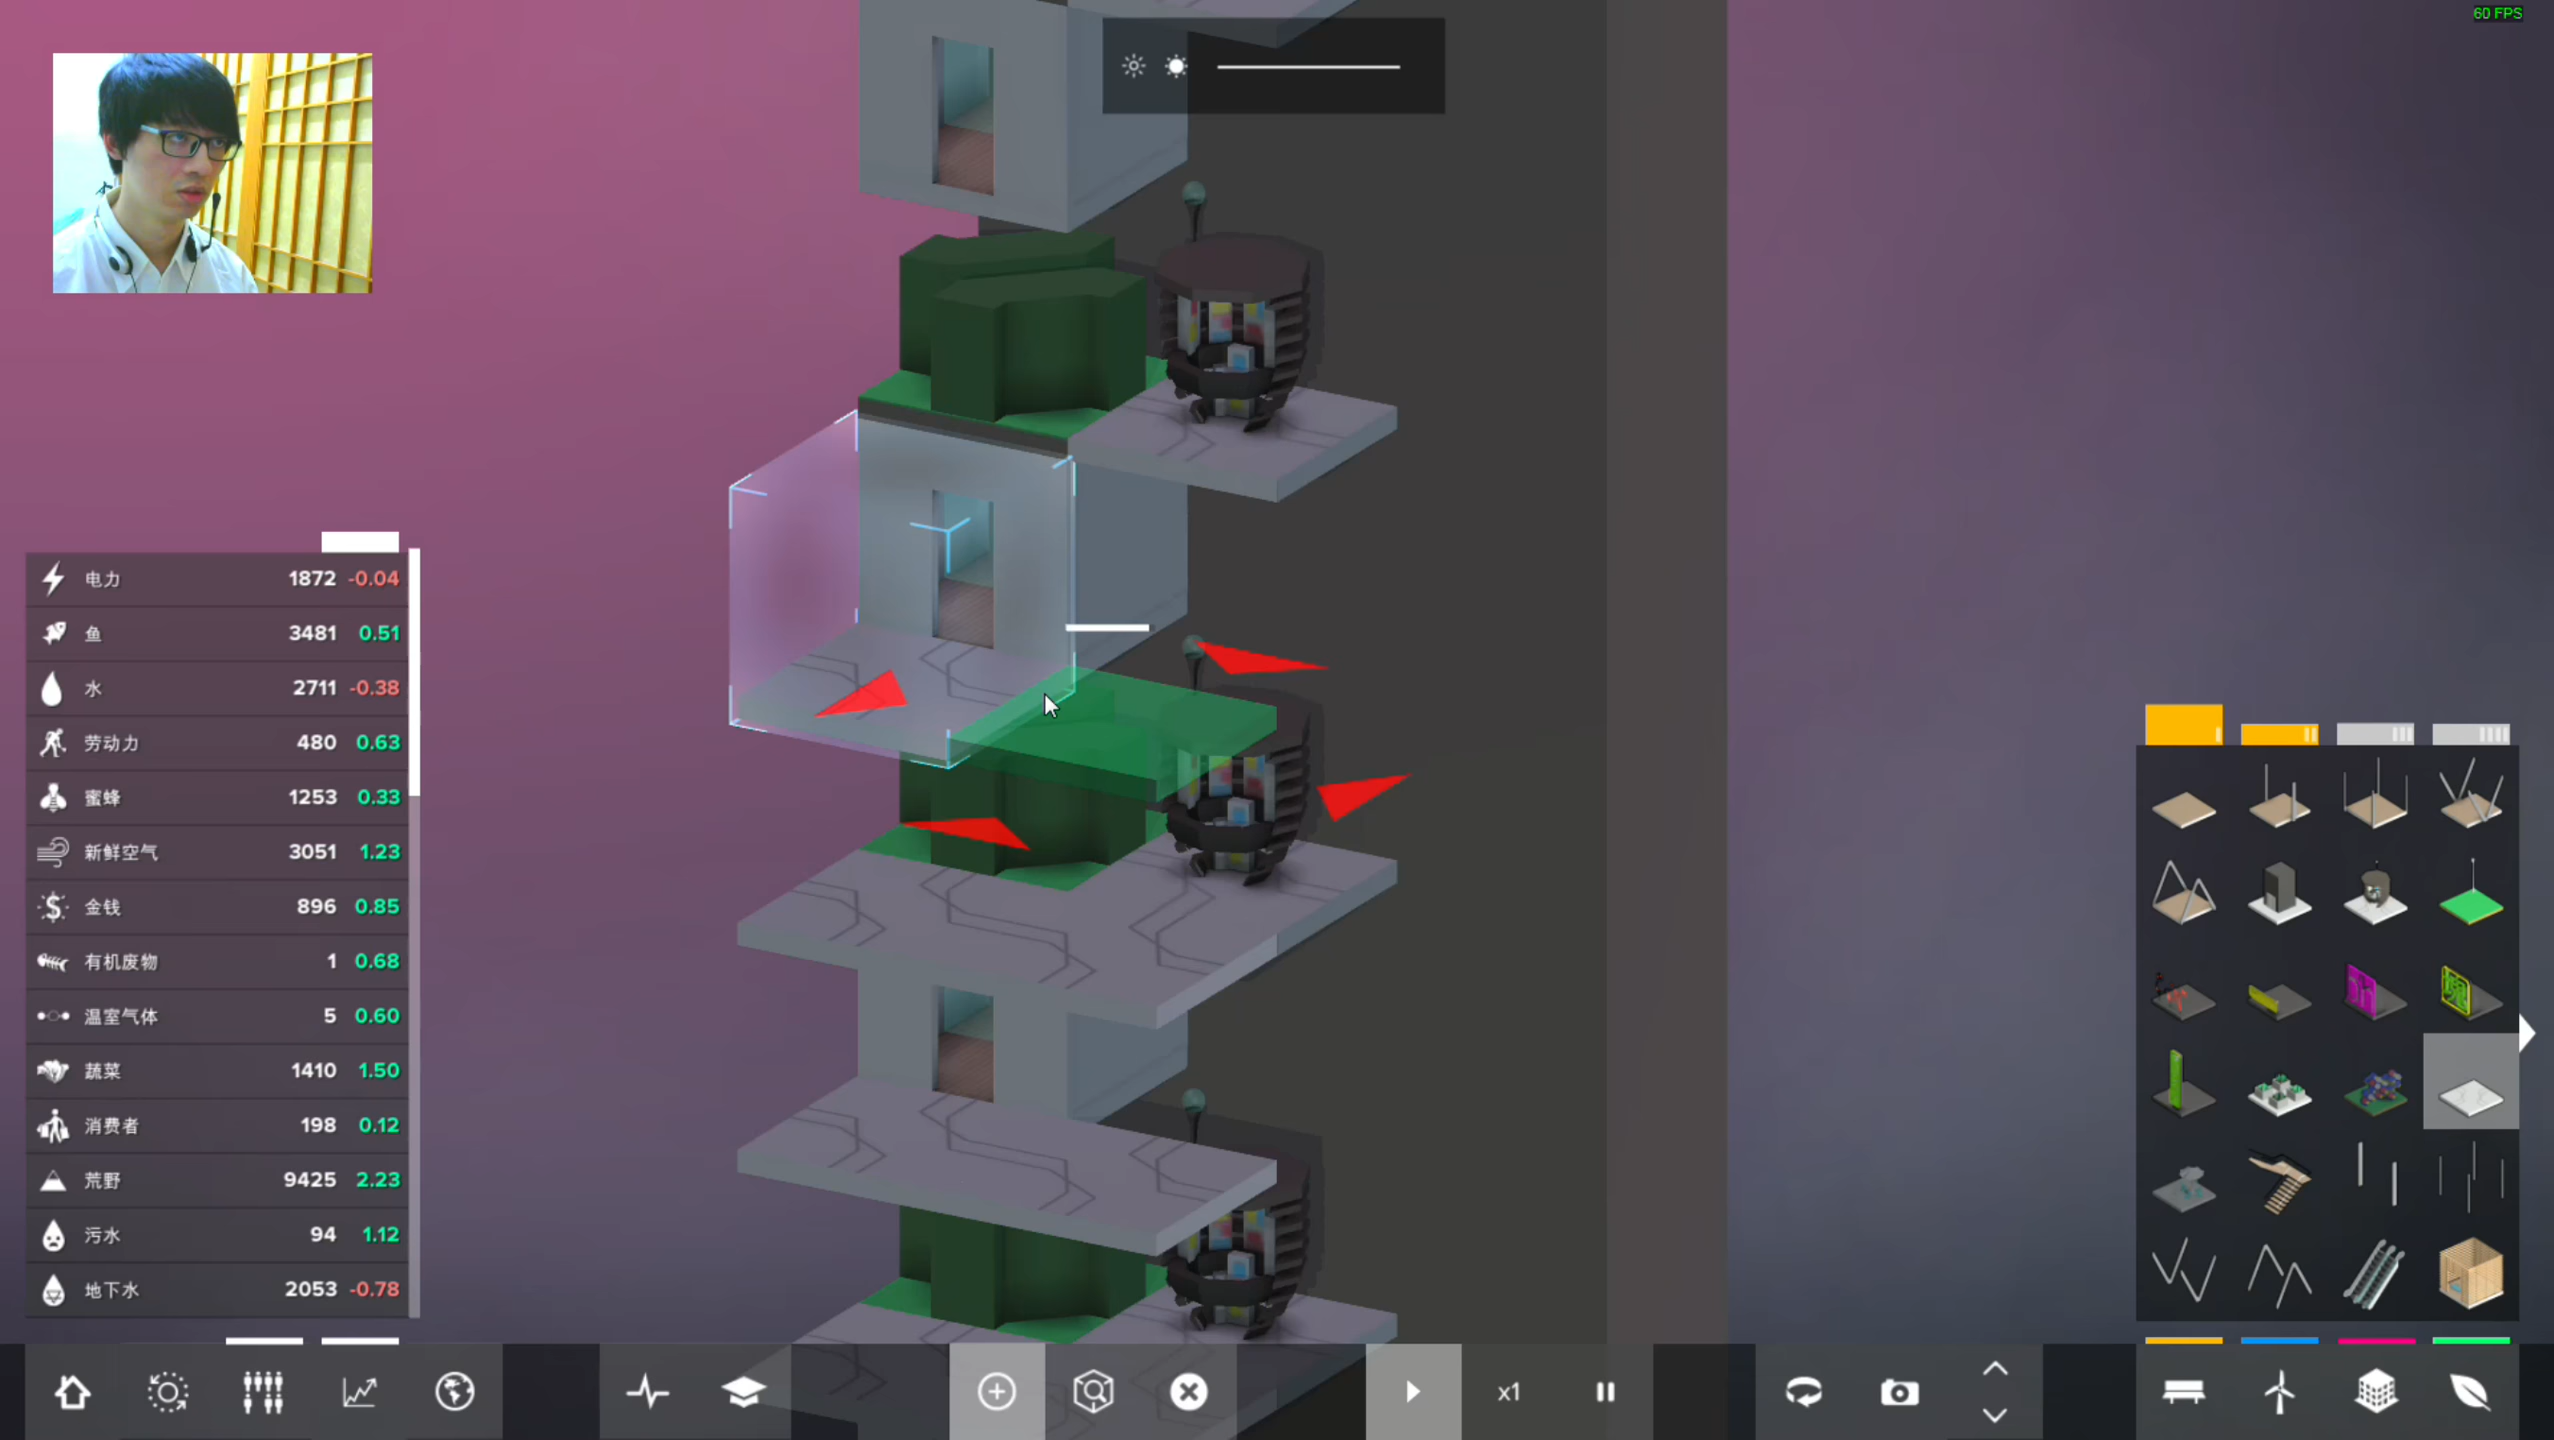 60 FPS
电力 1872 -0.04
鱼 3481 0.51
水 2711 -0.38
劳动力 480 0.63
蜜蜂 1253 0.33
新鲜空气 3051 1.23
金钱 896 0.85
有机废物 1 0.68
温室气体 5 0.60
蔬菜 1410 1.50
消费者 198 0.12
荒野 9425 2.23
污水 94 1.12
地下水 2053 -0.78
x1